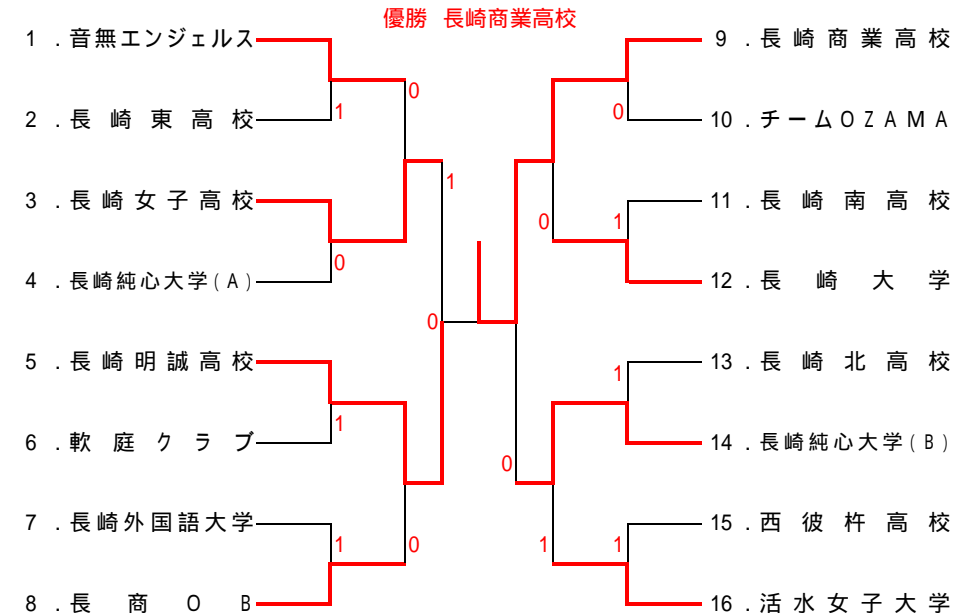 優勝 長崎商業高校
1 .音無エンジェルス
2 .長崎東高校
3 .長崎女子高校
4 .長崎純心大学(A)
5 .長崎明誠高校
6 .軟庭クラブ
7 .長崎外国語大学
8 .長商OB
9 .長崎商業高校
10 .チームOZAMA
11 .長崎南高校
12 .長崎大学
13 .長崎北高校
14 .長崎純心大学(B)
15 .西彼杵高校
16 .活水女子大学
1
0
1
1
0
0
1
0
0
0
1
1
1
0
1
0